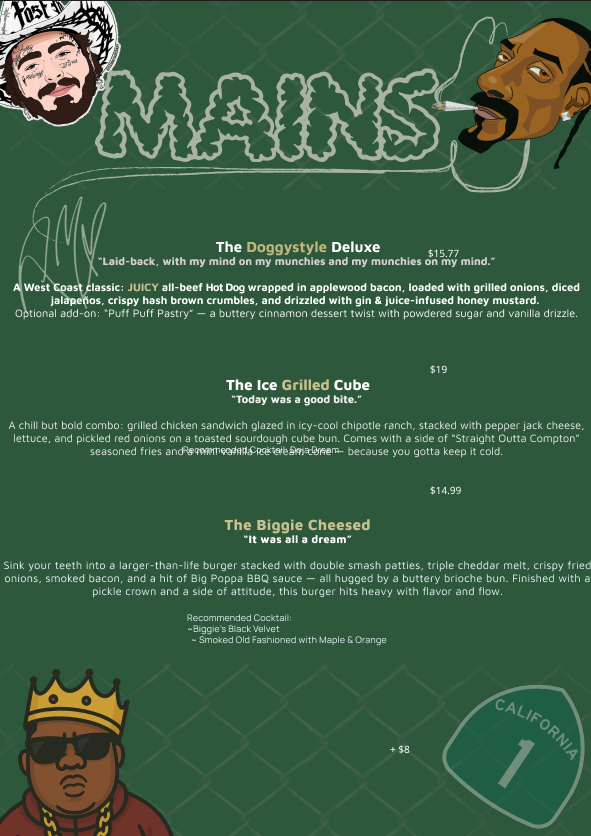 Post M
MAINS
The Doggystyle Deluxe
$15.77
“Laid-back, with my mind on my munchies and my munchies on my mind.”
A West Coast classic: JUICY all-beef Hot Dog wrapped in applewood bacon, loaded with grilled onions, diced
jalapeños, crispy hash brown crumbles, and drizzled with gin & juice-infused honey mustard.
Optional add-on: “Puff Puff Pastry” — a buttery cinnamon dessert twist with powdered sugar and vanilla drizzle.
$19
The Ice Grilled Cube
“Today was a good bite.”
A chill but bold combo: grilled chicken sandwich glazed in icy-cool chipotle ranch, stacked with pepper jack cheese,
lettuce, and pickled red onions on a toasted sourdough cube bun. Comes with a side of “Straight Outta Compton”
seasoned fries and a mini vanilla ice cream cone — because you gotta keep it cold.
Recommended Cocktail: Doja Dream
$14.99
The Biggie Cheesed
“It was all a dream”
Sink your teeth into a larger-than-life burger stacked with double smash patties, triple cheddar melt, crispy fried
onions, smoked bacon, and a hit of Big Poppa BBQ sauce — all hugged by a buttery brioche bun. Finished with a
pickle crown and a side of attitude, this burger hits heavy with flavor and flow.
Recommended Cocktail:
~Biggie's Black Velvet
~ Smoked Old Fashioned with Maple & Orange
+ $8
CALIFORNIA
1